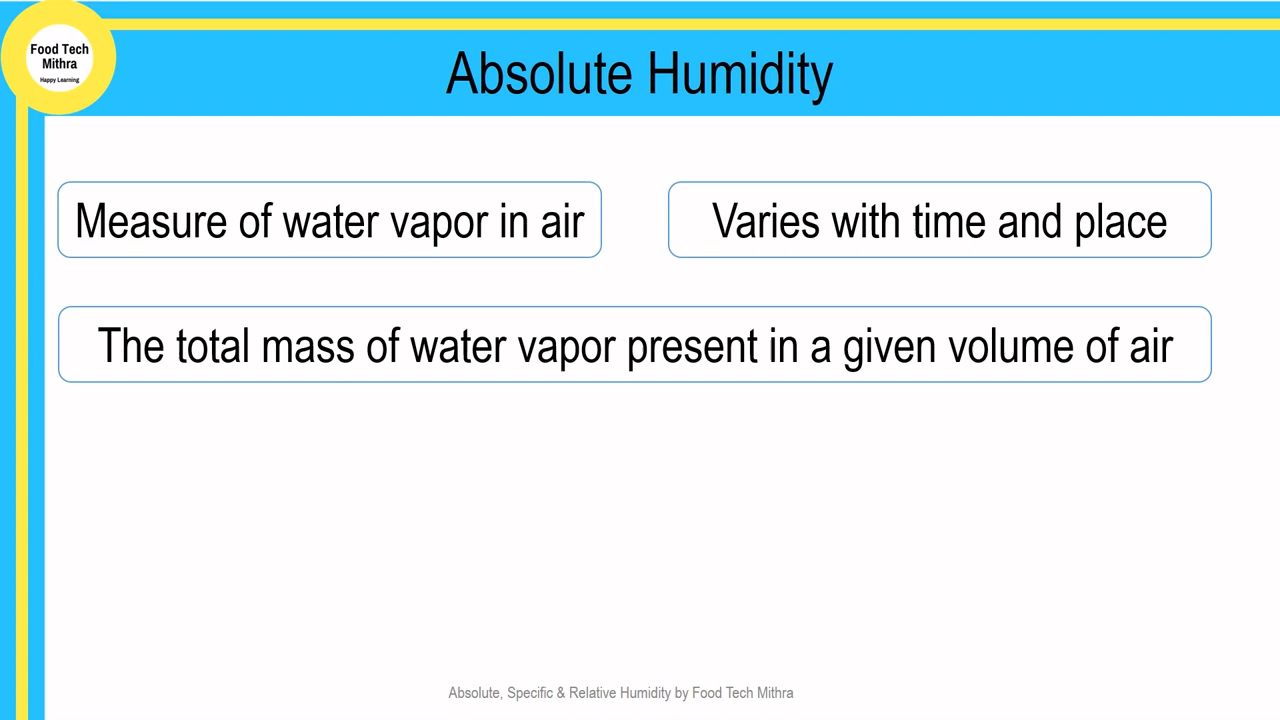 Food Tech
Mithra
Happy Learning
Absolute Humidity
Measure of water vapor in air
Varies with time and place
The total mass of water vapor present in a given volume of air
Absolute, Specific & Relative Humidity by Food Tech Mithra